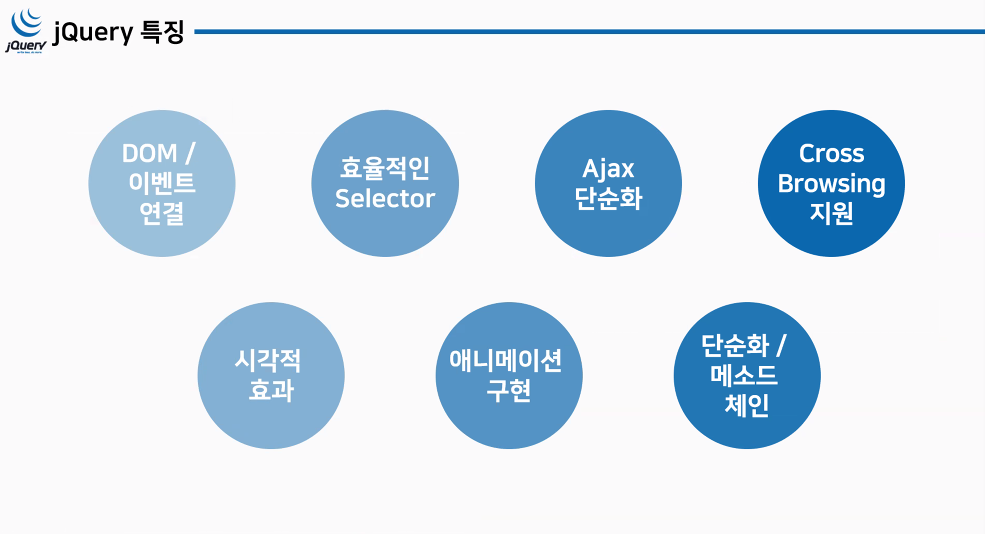 jQuery
jQuery 특징
DOM /
이벤트
연결
효율적인
Selector
Ajax
단순화
Cross
Browsing
지원
시각적
효과
애니메이션
구현
단순화 /
메소드
체인